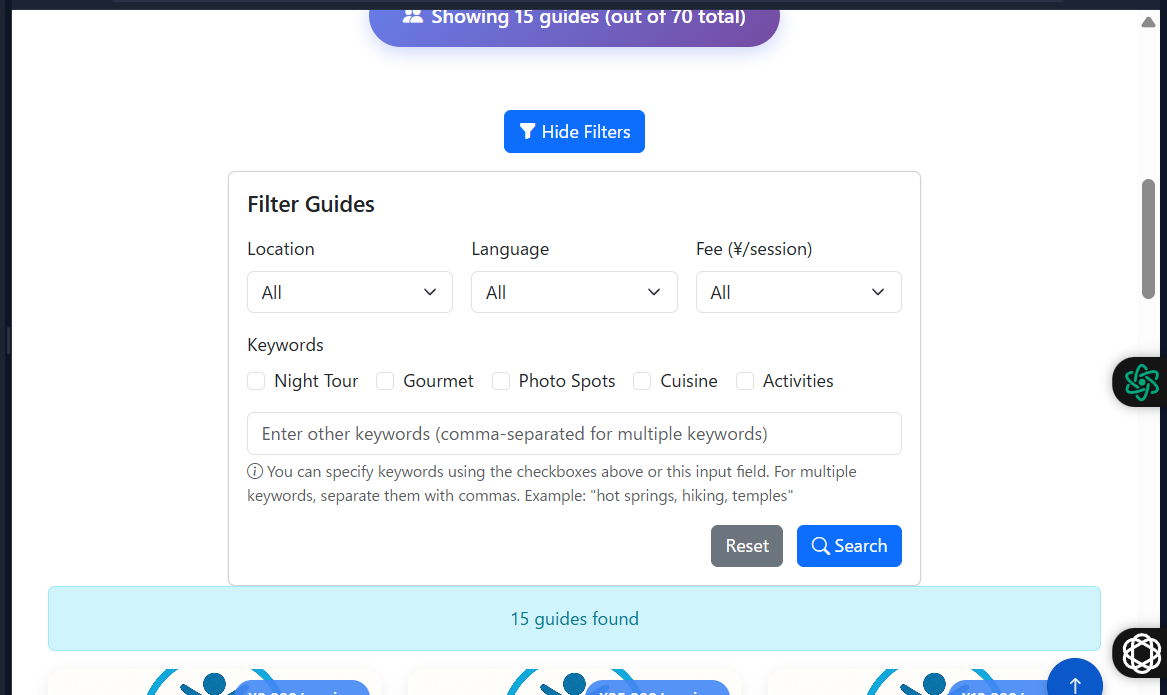 Showing 15 guides (out of 70 total)
Hide Filters
Filter Guides
Location
Language
Fee (¥/session)
All
All
All
Keywords
Night Tour
Gourmet
Photo Spots
Cuisine
Activities
Enter other keywords (comma-separated for multiple keywords)
You can specify keywords using the checkboxes above or this input field. For multiple
keywords, separate them with commas. Example: "hot springs, hiking, temples"
Reset
Search
15 guides found